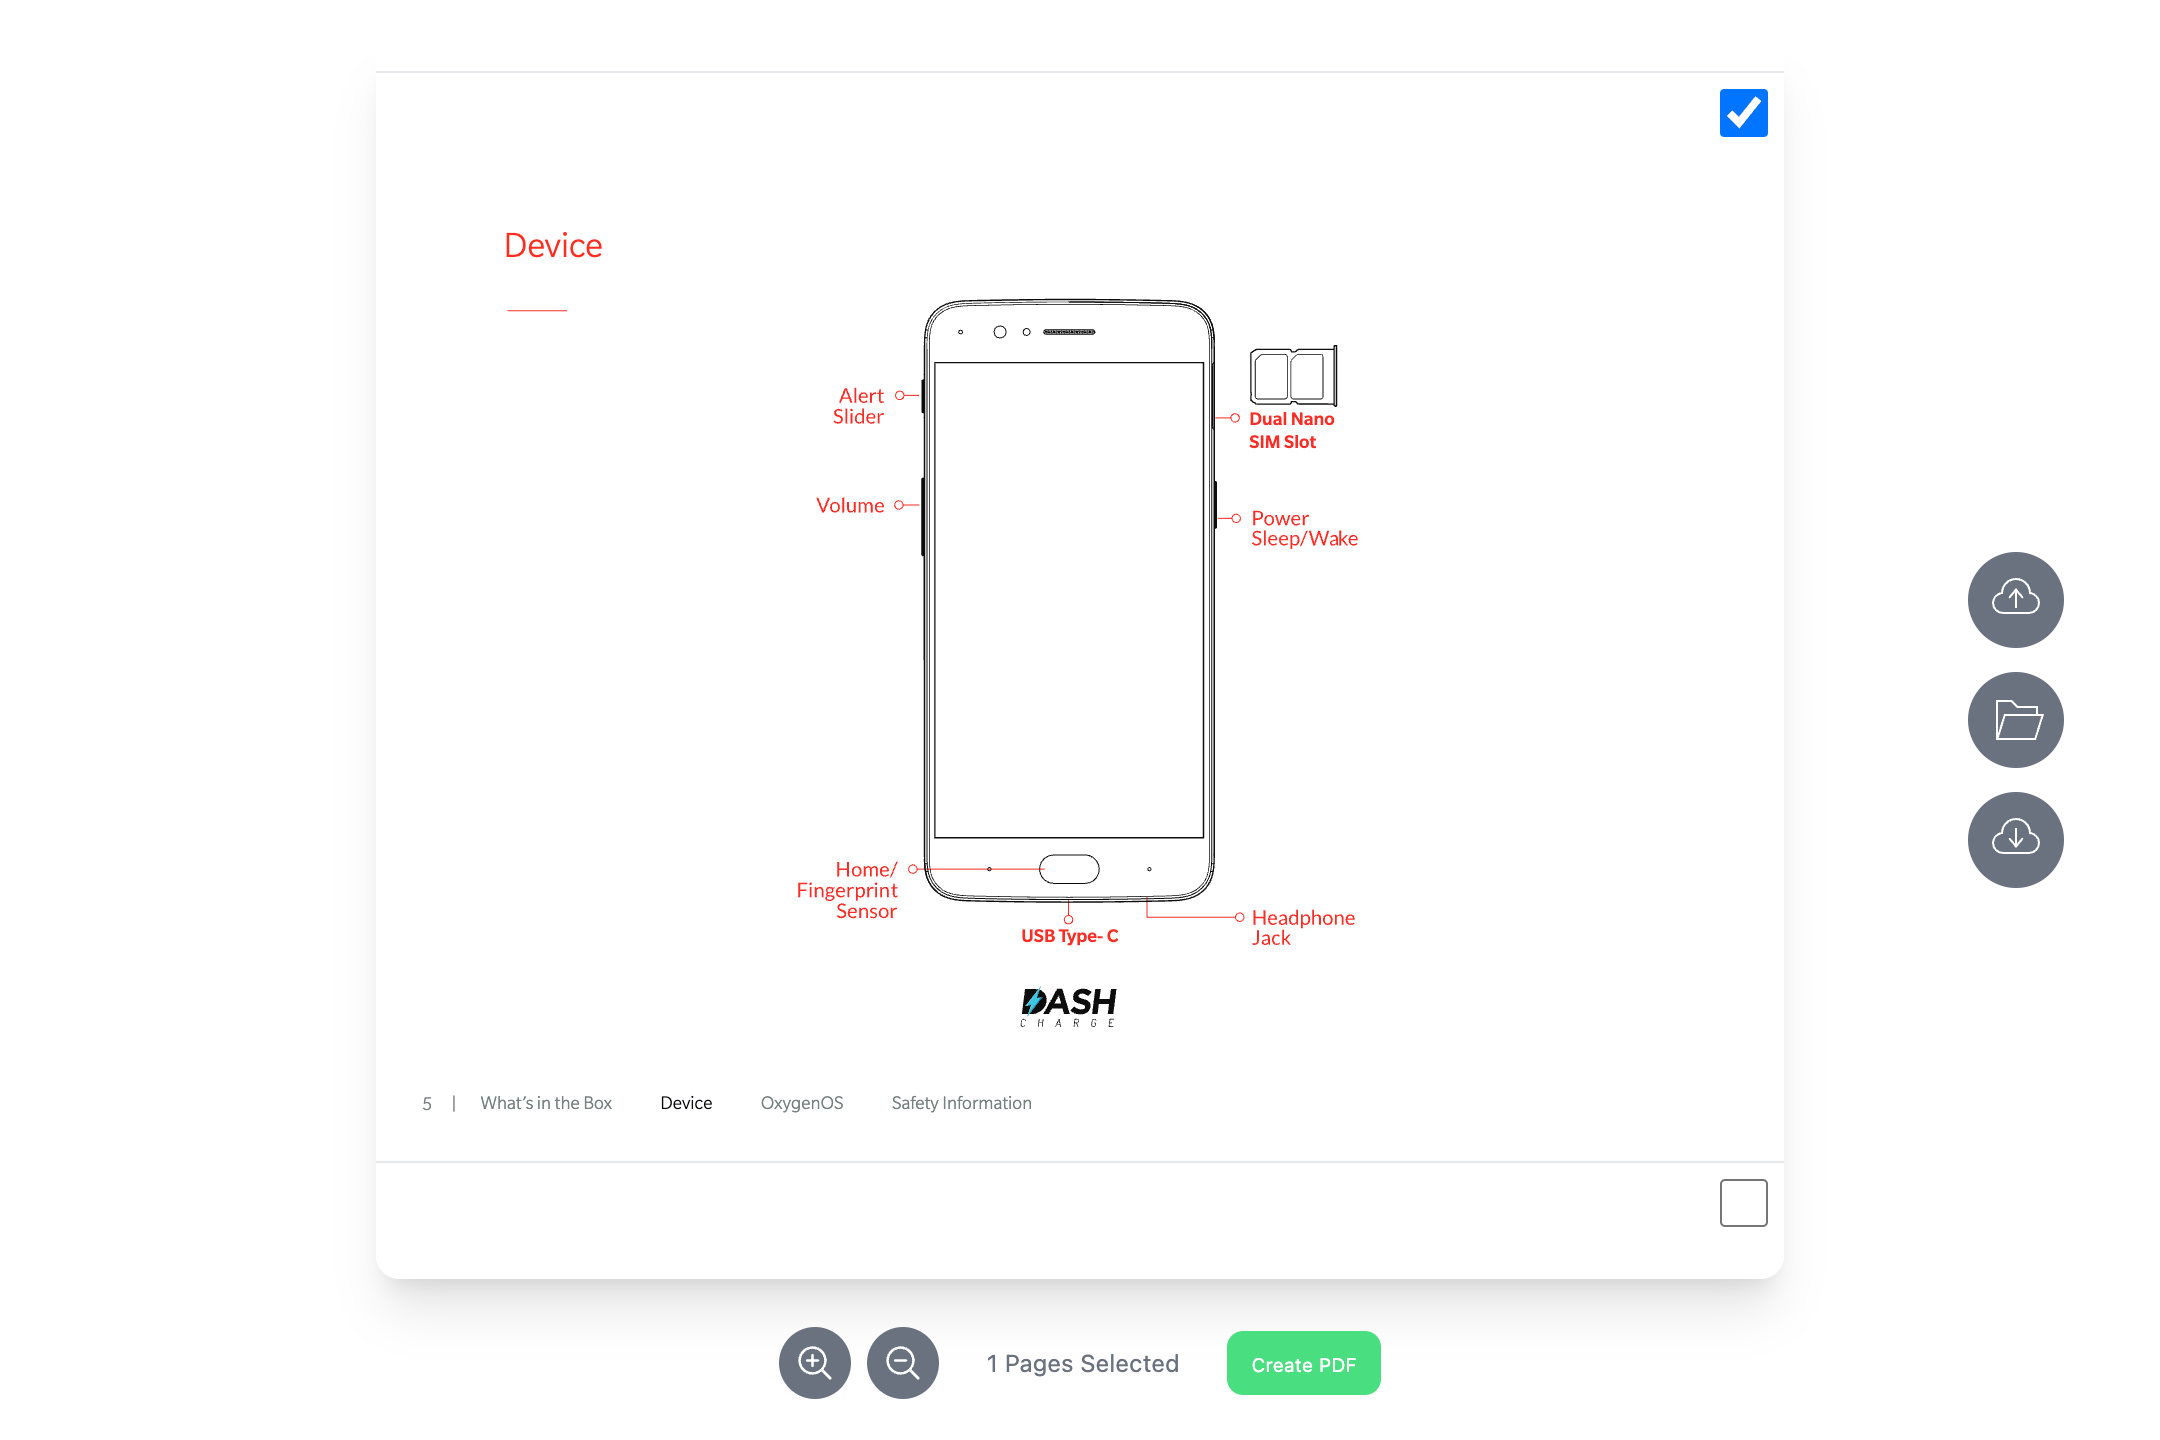 Device
Alert
Slider
Dual Nano
SIM Slot
Volume
Power
Sleep/Wake
Home/
Fingerprint
Sensor
USB Type- C
Headphone
Jack
DASH
CHARGE
5 | What's in the Box Device OxygenOS Safety Information
1 Pages Selected
Create PDF